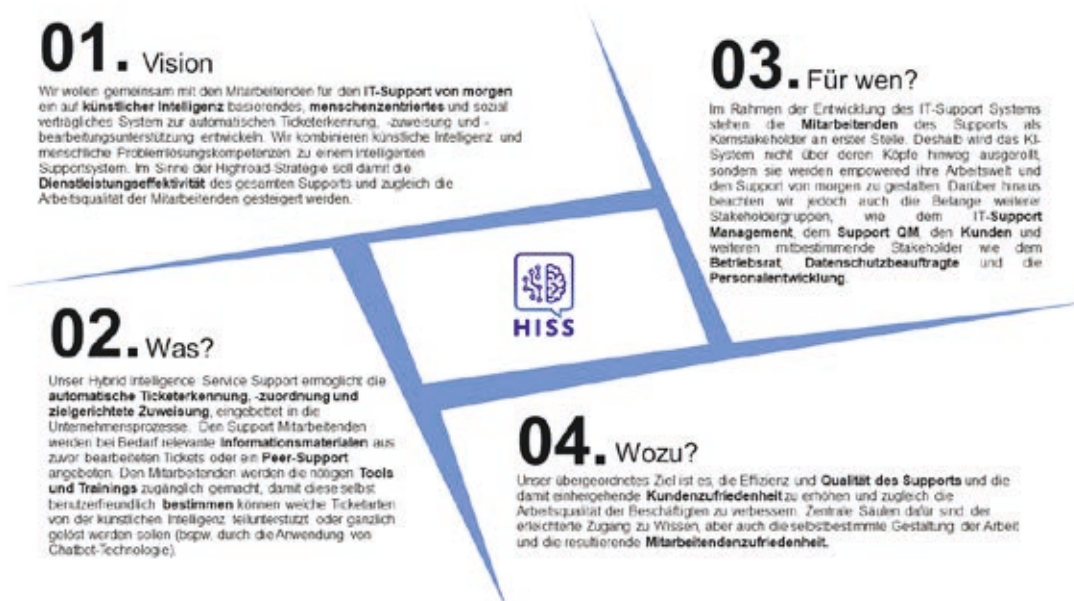 01. Vision
Wir wollen gemeinsam mit den Mitarbeitenden für den IT-Support von morgen
ein auf künstlicher Intelligenz basierendes, menschenzentriertes und sozial
verträgliches System zur automatischen Ticketerkennung, -zuweisung und -
bearbeitungsunterstützung entwickeln. Wir kombinieren künstliche Intelligenz und
menschliche Problemlösungskompetenzen zu einem intelligenten
Supportsystem. Im Sinne der Highroad-Strategie soll damit die
Dienstleistungseffektivität des gesamten Supports und zugleich die
Arbeitsqualität der Mitarbeitenden gesteigert werden.
02. Was?
Unser Hybrid Intelligence Service Support ermöglicht die
automatische Ticketerkennung, -zuordnung und
zielgerichtete Zuweisung, eingebettet in die
Unternehmensprozesse. Den Support Mitarbeitenden
werden bei Bedarf relevante Informationsmaterialen aus
zuvor bearbeiteten Tickets oder ein Peer-Support
angeboten. Den Mitarbeitenden werden die nötigen Tools
und Trainings zugänglich gemacht, damit diese selbst
benutzerfreundlich bestimmen können welche Ticketarten
von der künstlichen Intelligenz teilunterstützt oder gänzlich
gelöst werden sollen (bspw. durch die Anwendung von
Chatbot-Technologie).
HISS
03. Für wen?
Im Rahmen der Entwicklung des IT-Support Systems
stehen die Mitarbeitenden des Supports als
Kernstakeholder an erster Stelle. Deshalb wird das KI-
System nicht über deren Köpfe hinweg ausgerollt,
sondern sie werden empowered ihre Arbeitswelt und
den Support von morgen zu gestalten. Darüber hinaus
beachten wir jedoch auch die Belange weiterer
Stakeholdergruppen, wie dem IT-Support
Management, dem Support QM, den Kunden und
weiteren mitbestimmende Stakeholder wie dem
Betriebsrat, Datenschutzbeauftragte und die
Personalentwicklung.
04. Wozu?
Unser übergeordnetes Ziel ist es, die Effizienz und Qualität des Supports und die
damit einhergehende Kundenzufriedenheit zu erhöhen und zugleich die
Arbeitsqualität der Beschäftigten zu verbessern. Zentrale Säulen dafür sind der
erleichterte Zugang zu Wissen, aber auch die selbstbestimmte Gestaltung der Arbeit
und die resultierende Mitarbeitendenzufriedenheit.